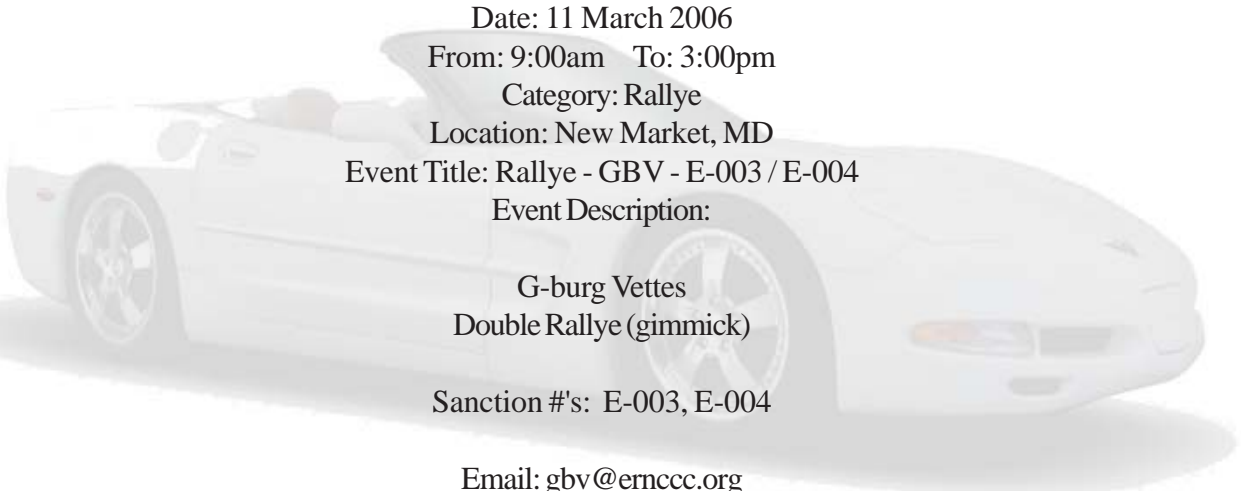 Date: 11 March 2006
From: 9:00am To: 3:00pm
Category: Rallye
Location: New Market, MD
Event Title: Rallye - GBV - E-003 / E-004
Event Description:
G-burg Vettes
Double Rallye (gimmick)
Sanction #'s: E-003, E-004
Email: gbv@ernccc.org